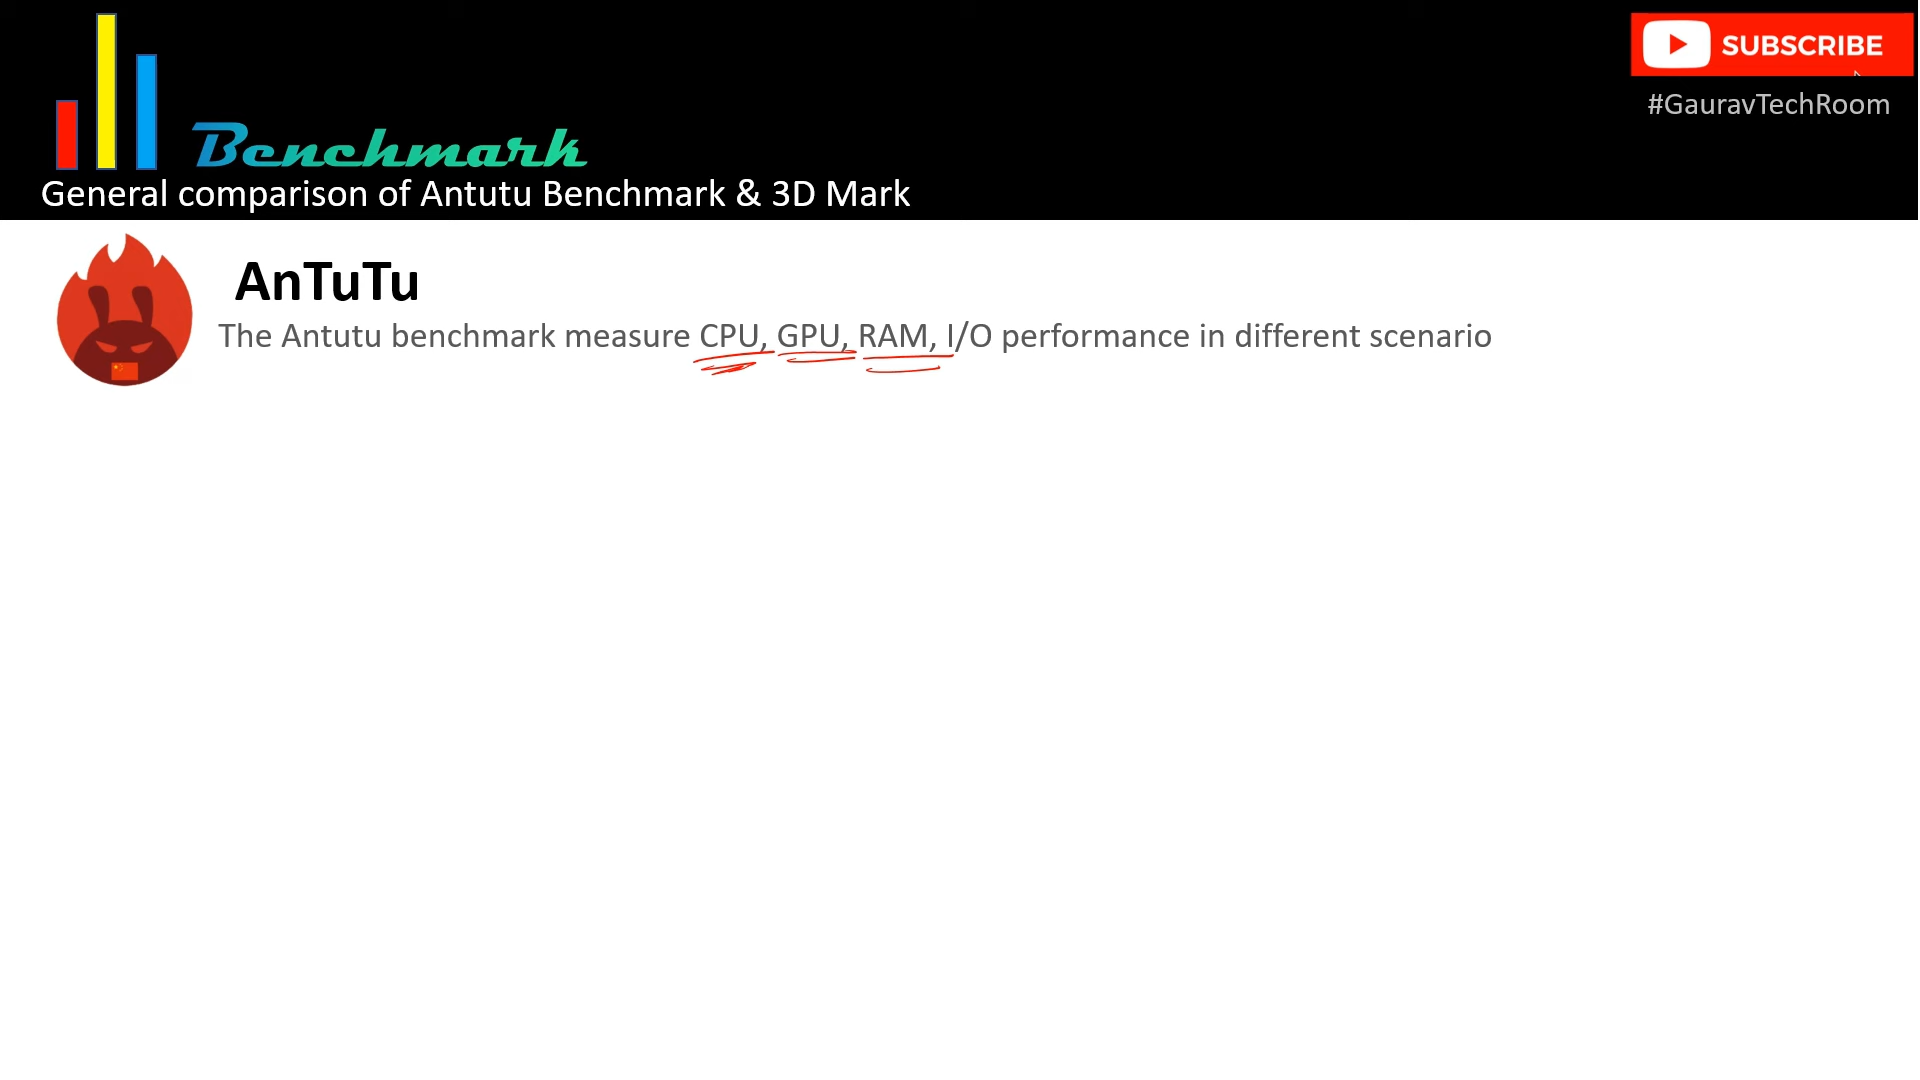 SUBSCRIBE
#GauravTechRoom
Benchmark
General comparison of Antutu Benchmark & 3D Mark
AnTuTu
The Antutu benchmark measure CPU, GPU, RAM, I/O performance in different scenario